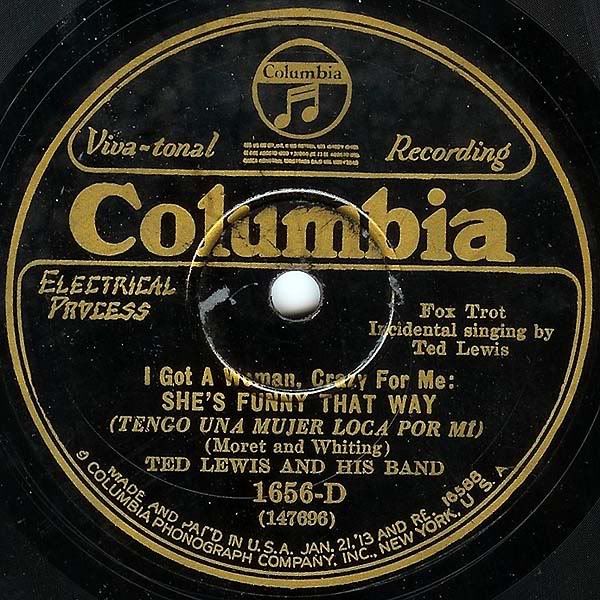 Columbia
Viva-tonal Recording
Columbia
ELECTRICAL
PROCESS
Fox Trot
Incidental singing by
Ted Lewis
I Got A Woman, Crazy For Me:
SHE'S FUNNY THAT WAY
(TENGO UNA MUJER LOCA POR MÍ)
(Moret and Whiting)
TED LEWIS AND HIS BAND
1656-D
(147696)
MADE AND PAT'D IN U.S.A. JAN. 21, '13 AND RE. 16588
COLUMBIA PHONOGRAPH COMPANY, INC., NEW YORK, U.S.A.